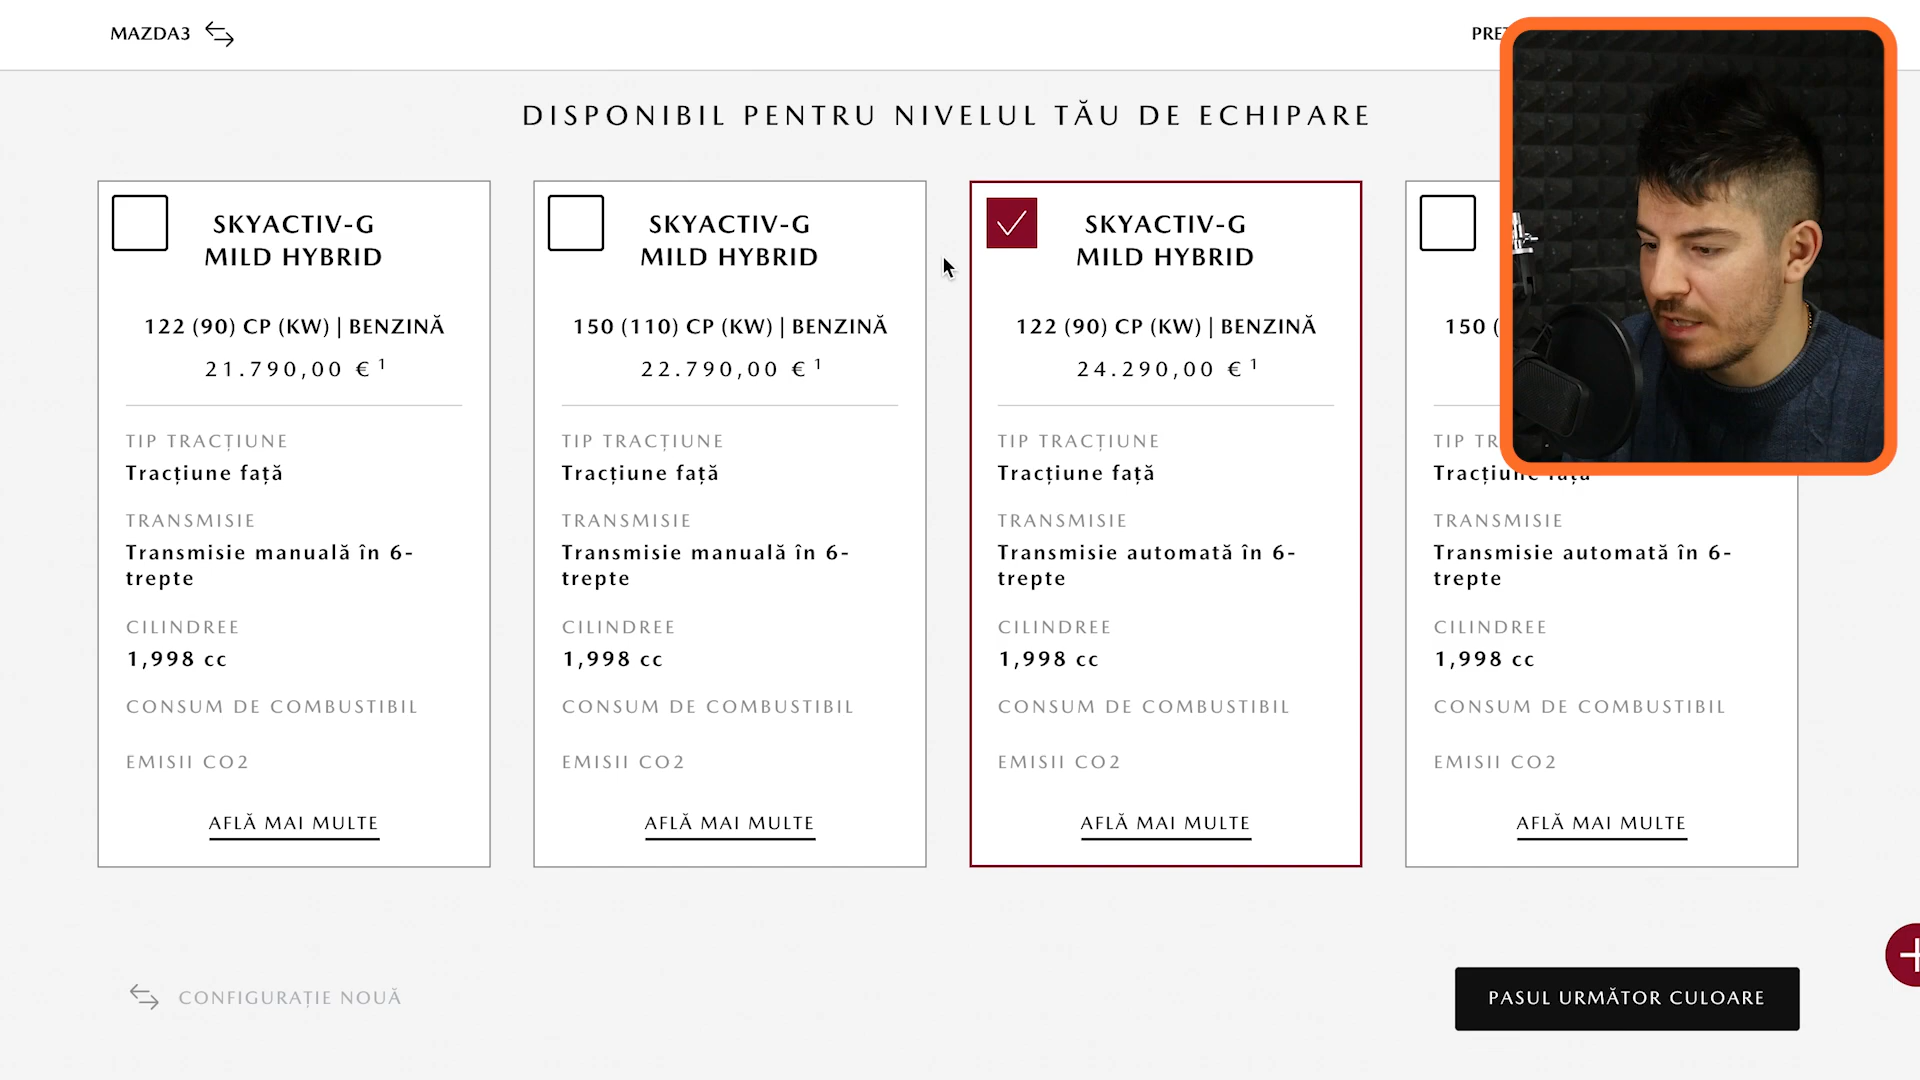 MAZDA3
DISPONIBIL PENTRU NIVELUL TĂU DE ECHIPARE
SKYACTIV-G
MILD HYBRID
122 (90) CP (KW) | BENZINĂ
21.790,00 € 1
TIP TRACȚIUNE
Tracțiune față
TRANSMISIE
Transmisie manuală în 6-
trepte
CILINDREE
1,998 cc
CONSUM DE COMBUSTIBIL
EMISII CO2
AFLĂ MAI MULTE
SKYACTIV-G
MILD HYBRID
150 (110) CP (KW) | BENZINĂ
22.790,00 € 1
TIP TRACȚIUNE
Tracțiune față
TRANSMISIE
Transmisie manuală în 6-
trepte
CILINDREE
1,998 cc
CONSUM DE COMBUSTIBIL
EMISII CO2
AFLĂ MAI MULTE
SKYACTIV-G
MILD HYBRID
122 (90) CP (KW) | BENZINĂ
24.290,00 € 1
TIP TRACȚIUNE
Tracțiune față
TRANSMISIE
Transmisie automată în 6-
trepte
CILINDREE
1,998 cc
CONSUM DE COMBUSTIBIL
EMISII CO2
AFLĂ MAI MULTE
150 (
TIP
Tracțiune față
TRANSMISIE
Transmisie automată în 6-
trepte
CILINDREE
1,998 cc
CONSUM DE COMBUSTIBIL
EMISII CO2
AFLĂ MAI MULTE
CONFIGURAȚIE NOUĂ
PASUL URMĂTOR CULOARE